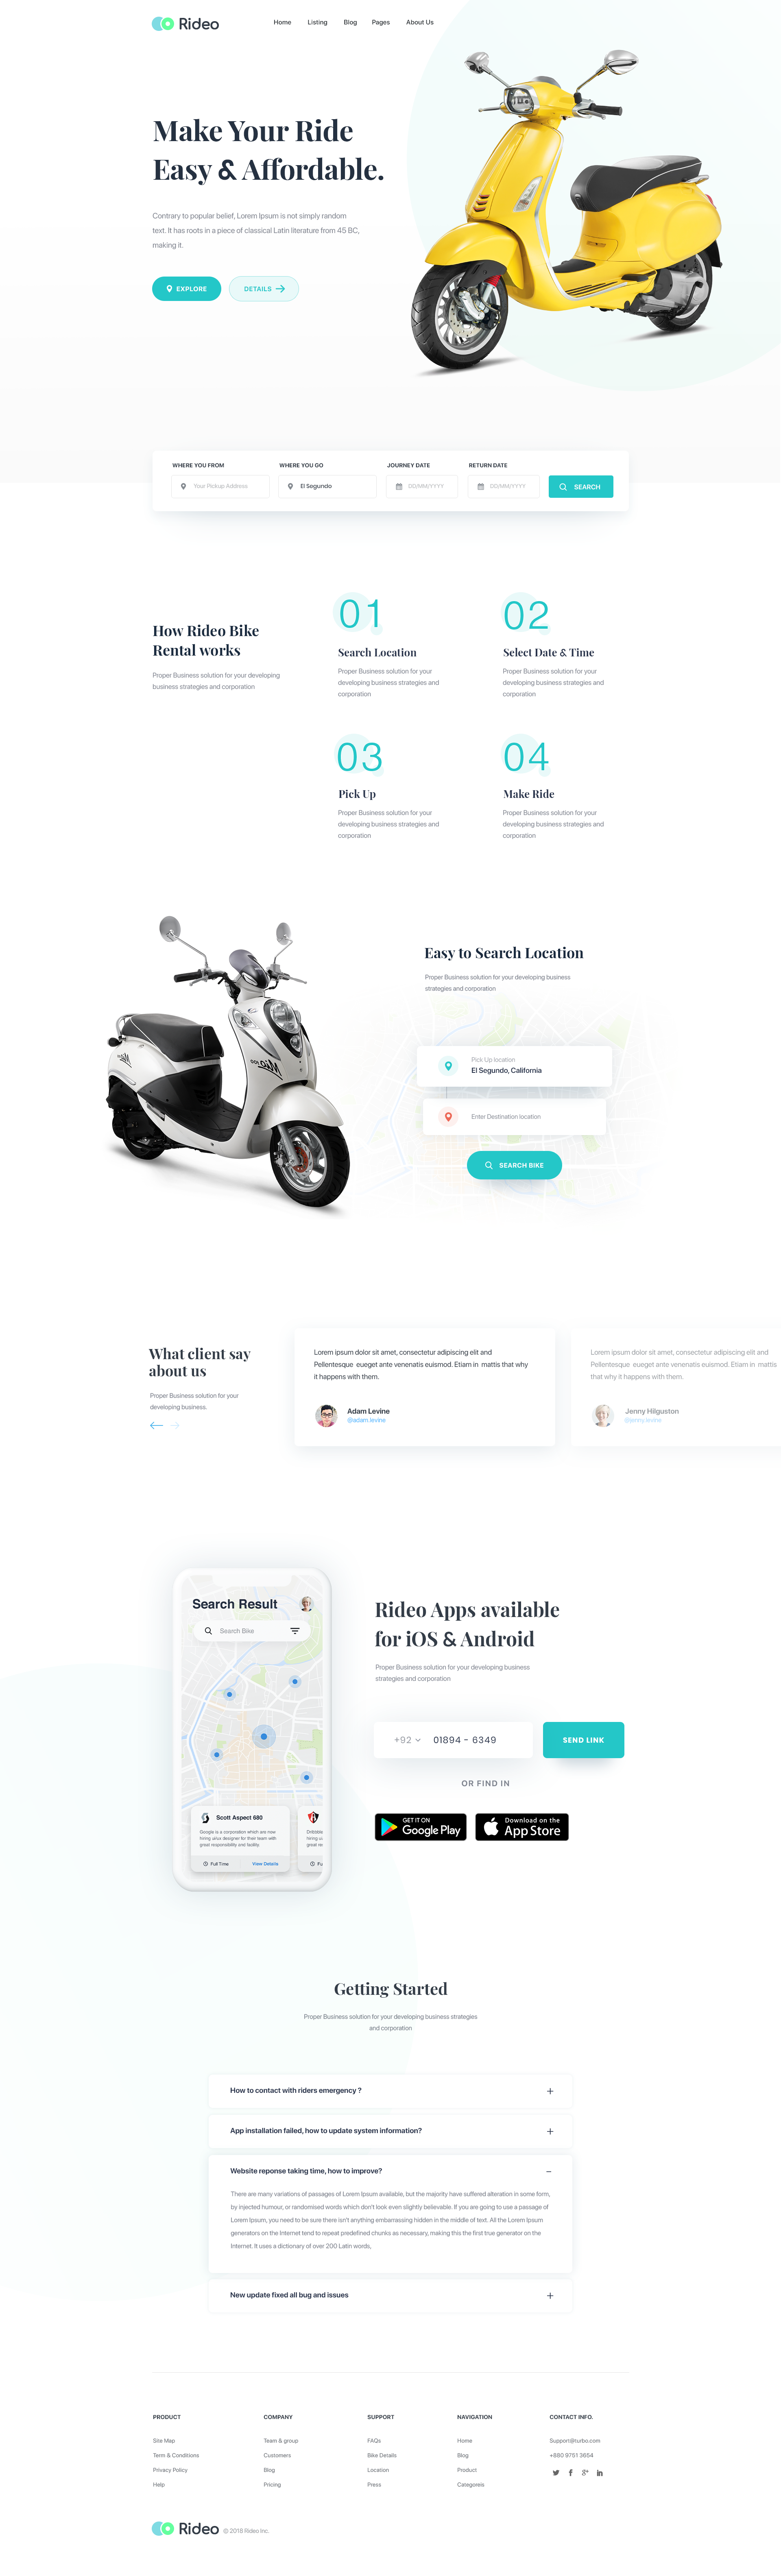 Rideo
Home Listing Blog Pages About Us
Make Your Ride
Easy & Affordable.
Contrary to popular belief, Lorem Ipsum is not simply random
text. It has roots in a piece of classical Latin literature from 45 BC,
making it.
EXPLORE
DETAILS
WHERE YOU FROM
Your Pickup Address
WHERE YOU GO
El Segundo
JOURNEY DATE
DD/MM/YYYY
RETURN DATE
DD/MM/YYYY
SEARCH
How Rideo Bike
Rental works
Proper Business solution for your developing
business strategies and corporation
01
Search Location
Proper Business solution for your
developing business strategies and
corporation
02
Select Date & Time
Proper Business solution for your
developing business strategies and
corporation
03
Pick Up
Proper Business solution for your
developing business strategies and
corporation
04
Make Ride
Proper Business solution for your
developing business strategies and
corporation
Easy to Search Location
Proper Business solution for your developing business
strategies and corporation
Pick Up location
El Segundo, California
Enter Destination location
SEARCH BIKE
What client say
about us
Proper Business solution for your
developing business.
Lorem ipsum dolor sit amet, consectetur adipiscing elit and
Pellentesque eueget ante venenatis euismod. Etiam in mattis that why
it happens with them.
Adam Levine
@adam.levine
Lorem ipsum dolor sit amet, consectetur adipiscing elit and
Pellentesque eueget ante venenatis euismod. Etiam in mattis
that why it happens with them.
Jenny Hilguston
@jenny.levine
Search Result
Search Bike
Scott Aspect 680
Google is a corporation which are now
hiring uirux designer for their team with
great responsibility and facility.
Full Time
View Details
Dribbble
hiring ui
great re
Fu
Rideo Apps available
for iOS & Android
Proper Business solution for your developing business
strategies and corporation
+92
01894 - 6349
SEND LINK
OR FIND IN
GET IT ON
Google Play
Download on the
App Store
Getting Started
Proper Business solution for your developing business strategies
and corporation
How to contact with riders emergency ?
App installation failed, how to update system information?
Website reponse taking time, how to improve?
There are many variations of passages of Lorem Ipsum available, but the majority have suffered alteration in some form,
by injected humour, or randomised words which don't look even slightly believable. If you are going to use a passage of
Lorem Ipsum, you need to be sure there isn't anything embarrassing hidden in the middle of text. All the Lorem Ipsum
generators on the Internet tend to repeat predefined chunks as necessary, making this the first true generator on the
Internet. It uses a dictionary of over 200 Latin words,
New update fixed all bug and issues
PRODUCT
Site Map
Term & Conditions
Privacy Policy
Help
COMPANY
Team & group
Customers
Blog
Pricing
SUPPORT
FAQs
Bike Details
Location
Press
NAVIGATION
Home
Blog
Product
Categoreis
CONTACT INFO.
Support@turbo.com
+880 9751 3654
Rideo © 2018 Rideo Inc.